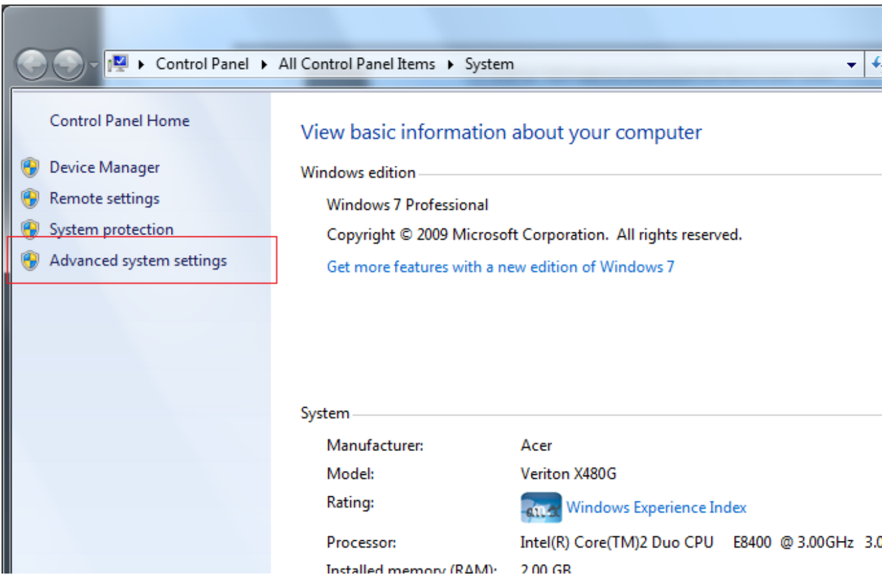 Control Panel ▸ All Control Panel Items ▸ System
Control Panel Home
Device Manager
Remote settings
System protection
Advanced system settings
View basic information about your computer
Windows edition
Windows 7 Professional
Copyright © 2009 Microsoft Corporation. All rights reserved.
Get more features with a new edition of Windows 7
System
Manufacturer: Acer
Model: Veriton X480G
Rating: Windows Experience Index
Processor: Intel(R) Core(TM)2 Duo CPU E8400 @ 3.00GHz 3.0
Installed memory (RAM): 2.00 GB